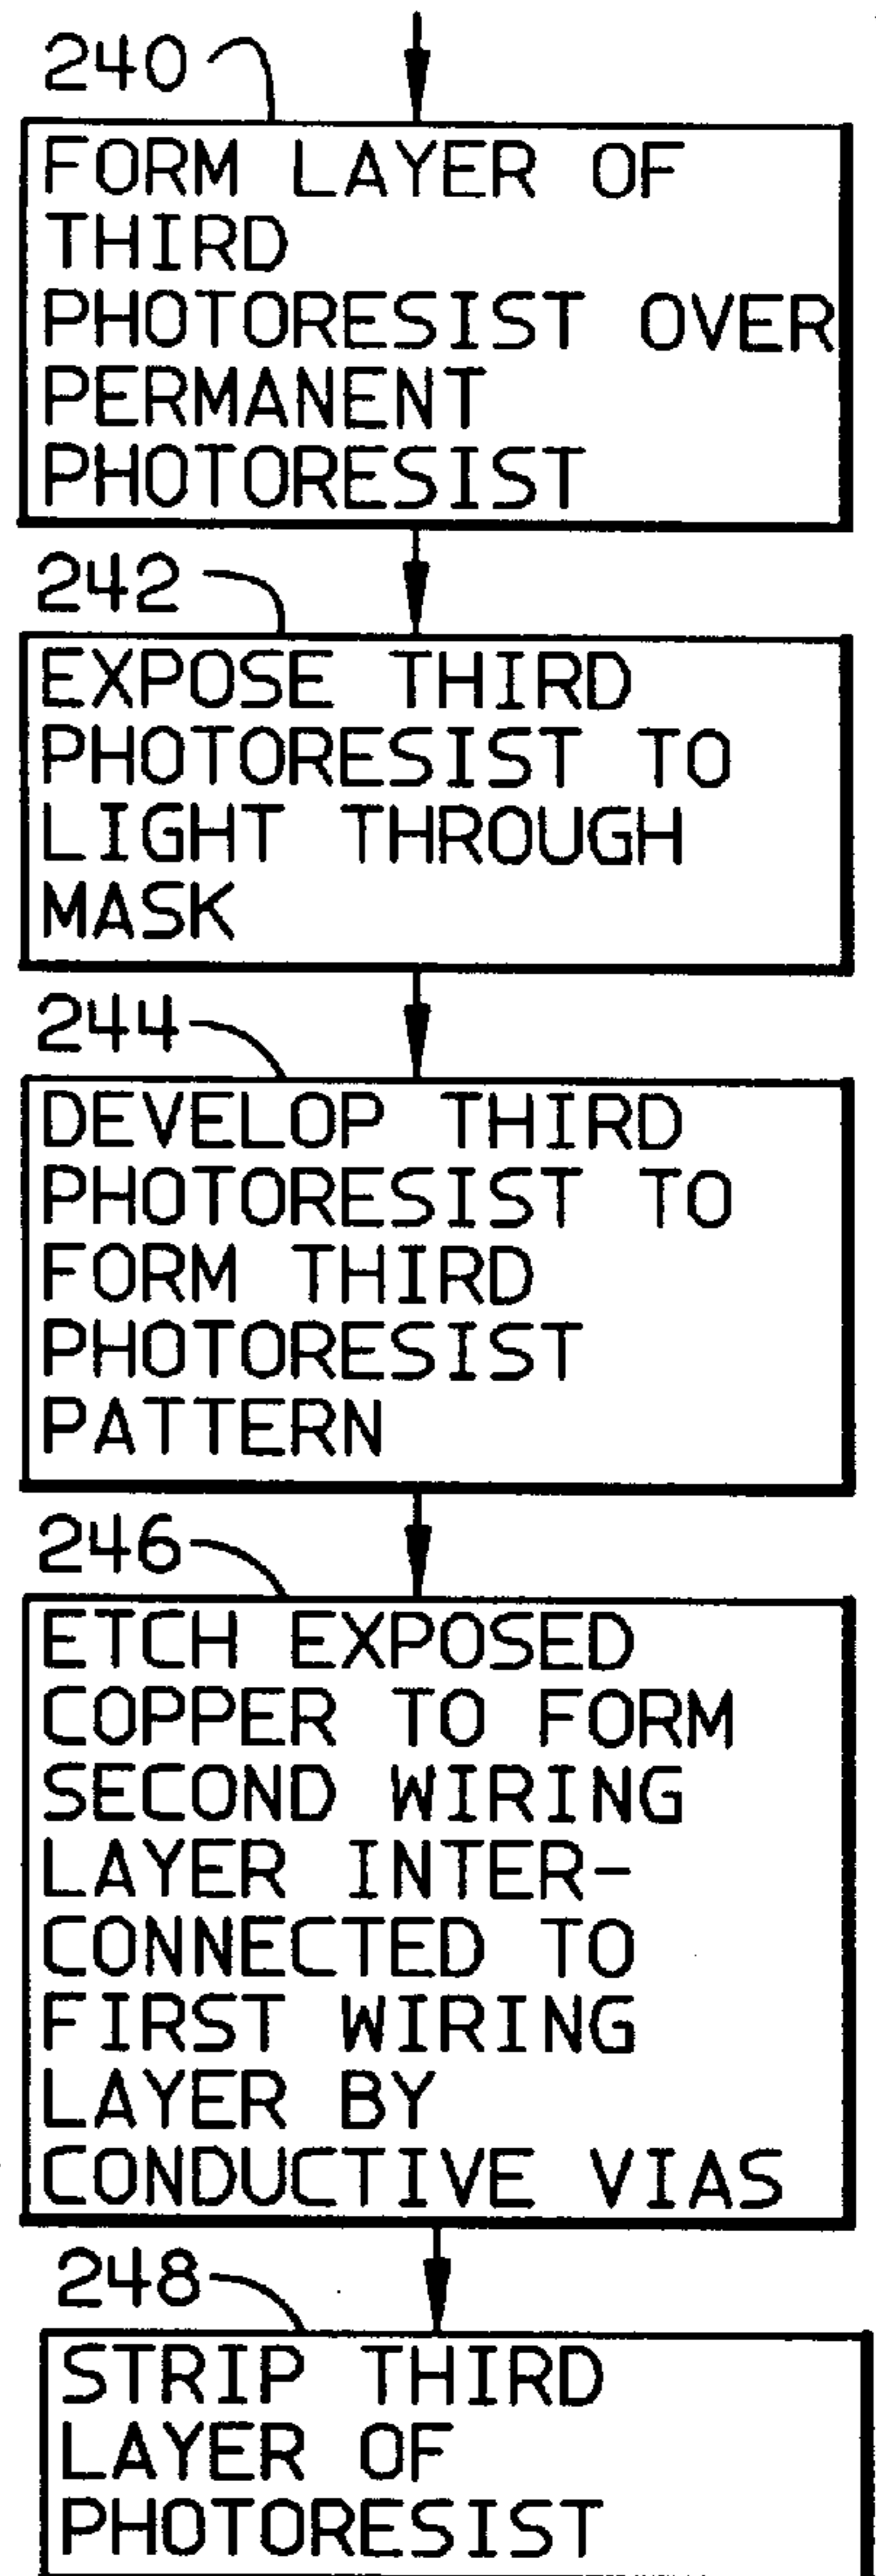 240
FORM LAYER OF
THIRD
PHOTORESIST OVER
PERMANENT
PHOTORESIST
242
EXPOSE THIRD
PHOTORESIST TO
LIGHT THROUGH
MASK
244
DEVELOP THIRD
PHOTORESIST TO
FORM THIRD
PHOTORESIST
PATTERN
246
ETCH EXPOSED
COPPER TO FORM
SECOND WIRING
LAYER INTER-
CONNECTED TO
FIRST WIRING
LAYER BY
CONDUCTIVE VIAS
248
STRIP THIRD
LAYER OF
PHOTORESIST